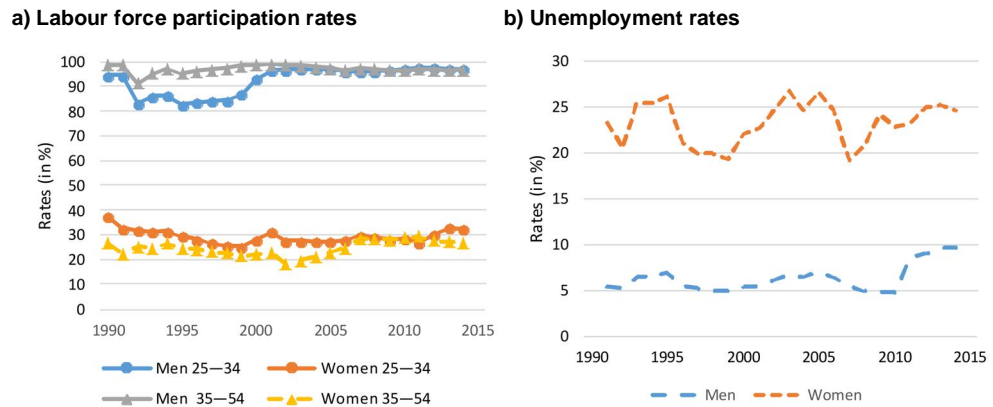 a) Labour force participation rates
Rates (in %)
100
90
80
70
60
50
40
30
20
10
0
1990 1995 2000 2005 2010 2015
Men 25—34 Women 25—34
Men 35—54 Women 35—54
b) Unemployment rates
Rates (in %)
30
25
20
15
10
5
0
1990 1995 2000 2005 2010 2015
Men Women